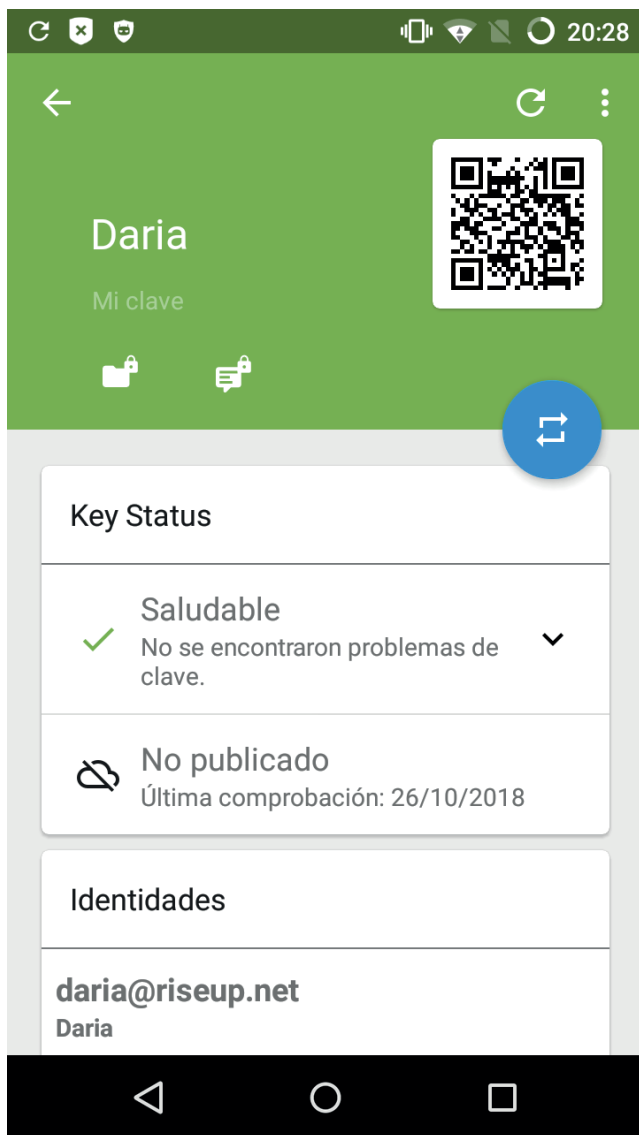 20:28
Daria
Mi clave
Key Status
Saludable
No se encontraron problemas de
clave.
No publicado
Última comprobación: 26/10/2018
Identidades
daria@riseup.net
Daria